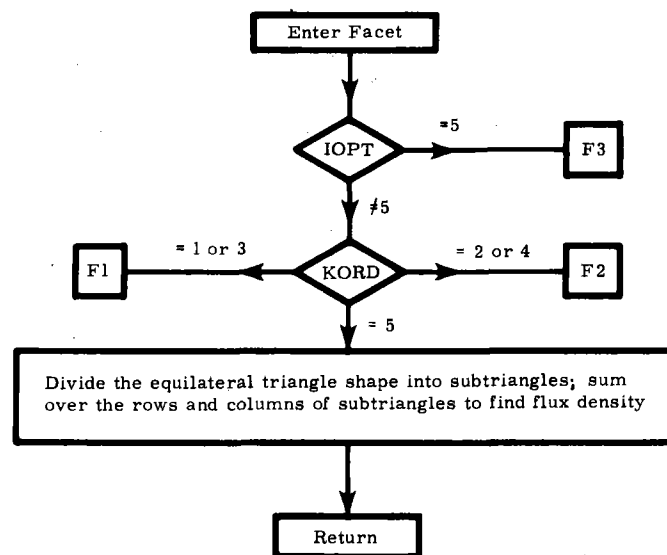 Enter Facet
=5
IOPT
F3
≠5
= 1 or 3
= 2 or 4
F1
KORD
F2
= 5
Divide the equilateral triangle shape into subtriangles; sum
over the rows and columns of subtriangles to find flux density
Return